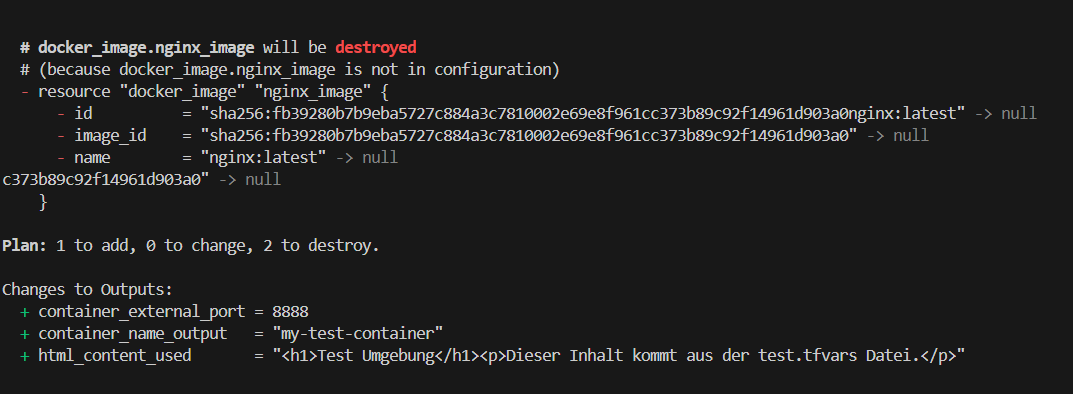 # docker_image.nginx_image will be destroyed
# (because docker_image.nginx_image is not in configuration)
- resource "docker_image" "nginx_image" {
- id = "sha256:fb39280b7b9eba5727c884a3c7810002e69e8f961cc373b89c92f14961d903a0nginx:latest" -> null
- image_id = "sha256:fb39280b7b9eba5727c884a3c7810002e69e8f961cc373b89c92f14961d903a0" -> null
- name = "nginx:latest" -> null
c373b89c92f14961d903a0" -> null
}
Plan: 1 to add, 0 to change, 2 to destroy.
Changes to Outputs:
+ container_external_port = 8888
+ container_name_output = "my-test-container"
+ html_content_used = "<h1>Test Umgebung</h1><p>Dieser Inhalt kommt aus der test.tfvars Datei.</p>"